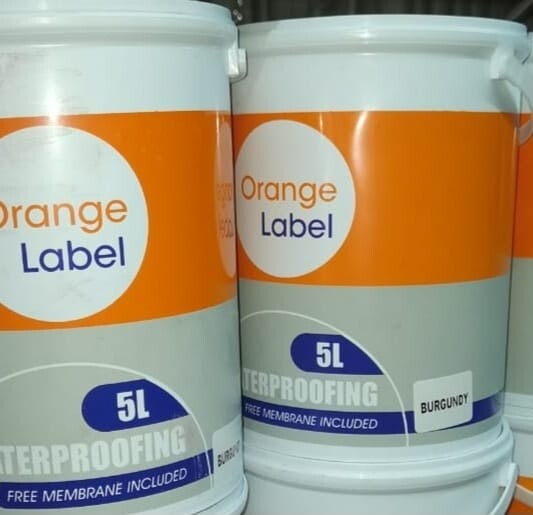 Orange
Label
5L
TERPROOFING
FREE MEMBRANE INCLUDED
Orange
Label
5L
TERPROOFING
FREE MEMBRANE INCLUDED
BURGUNDY